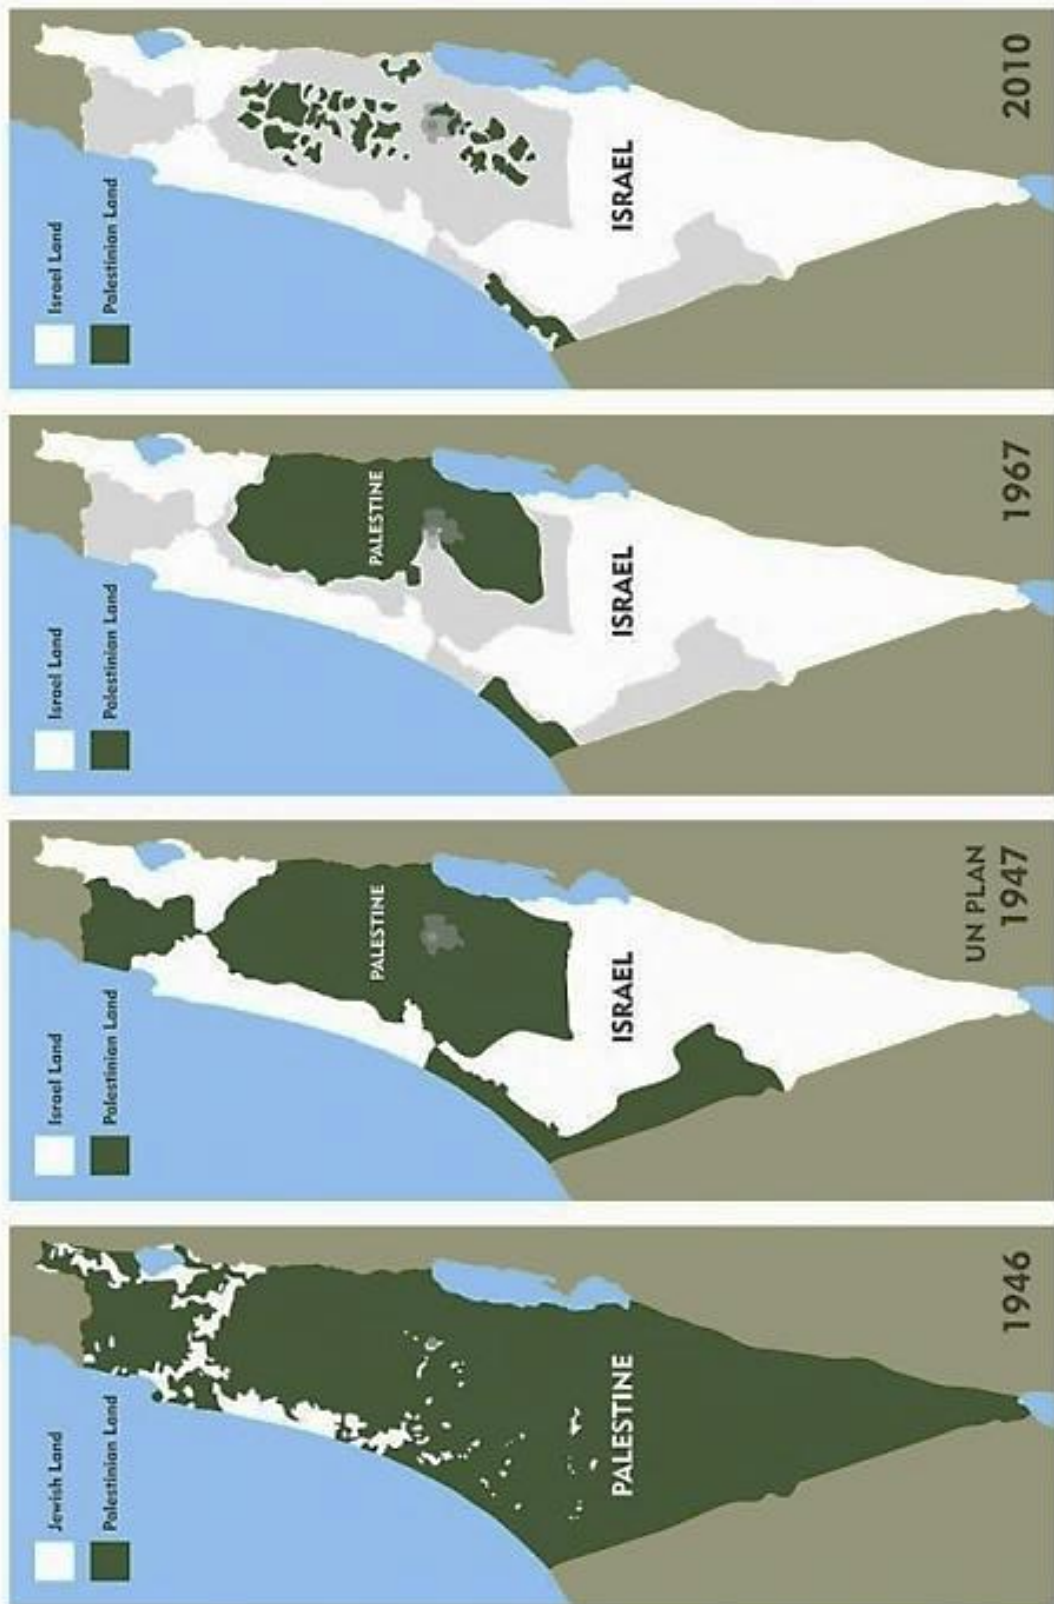 Jewish Land
Palestinian Land
PALESTINE
1946
Israel Land
Palestinian Land
PALESTINE
ISRAEL
UN PLAN
1947
Israel Land
Palestinian Land
PALESTINE
ISRAEL
1967
Israel Land
Palestinian Land
ISRAEL
2010